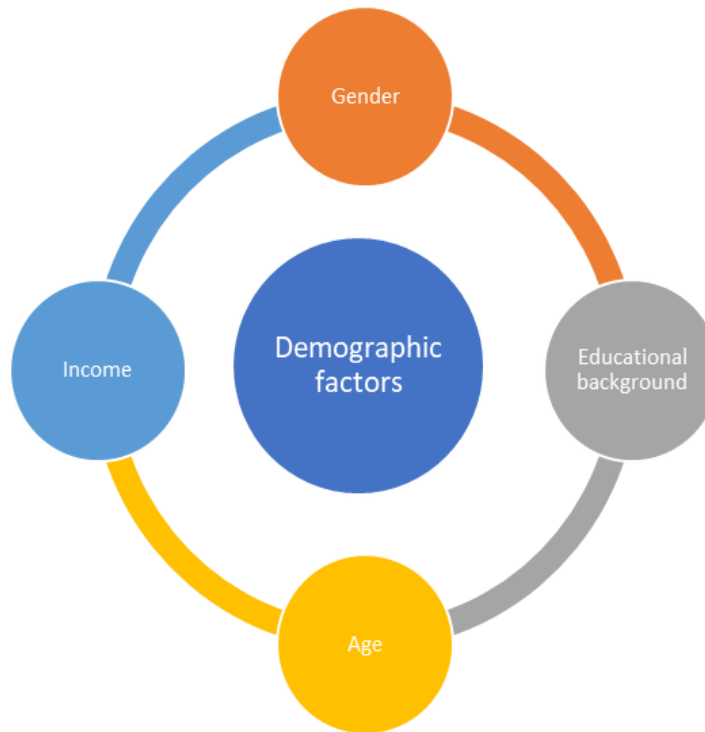 Gender
Demographic
factors
Income
Educational
background
Age